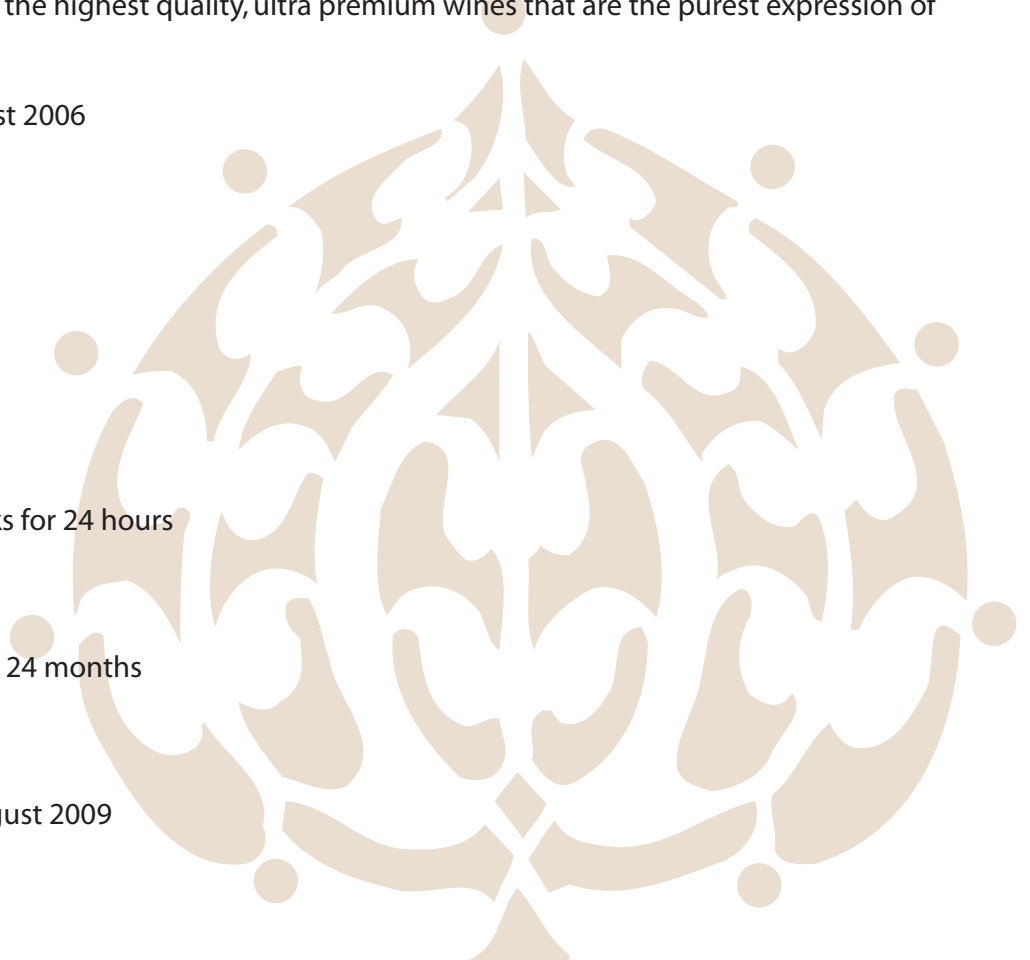 the highest quality, ultra premium wines that are the purest expression of
st 2006
ks for 24 hours
24 months
gust 2009